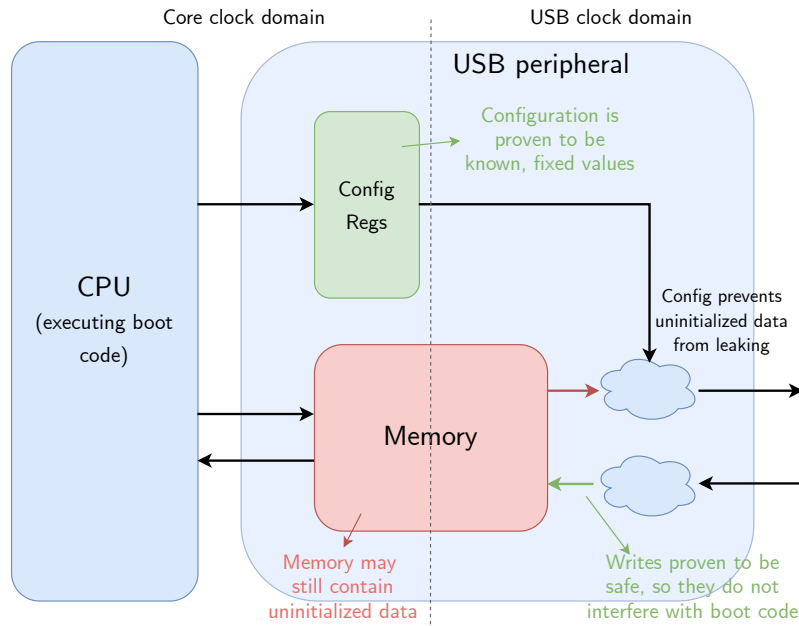 Core clock domain
USB clock domain
USB peripheral
Configuration is
proven to be
known, fixed values
Config
Regs
CPU
(executing boot
code)
Config prevents
uninitialized data
from leaking
Memory
Memory may
still contain
uninitialized data
Writes proven to be
safe, so they do not
interfere with boot code